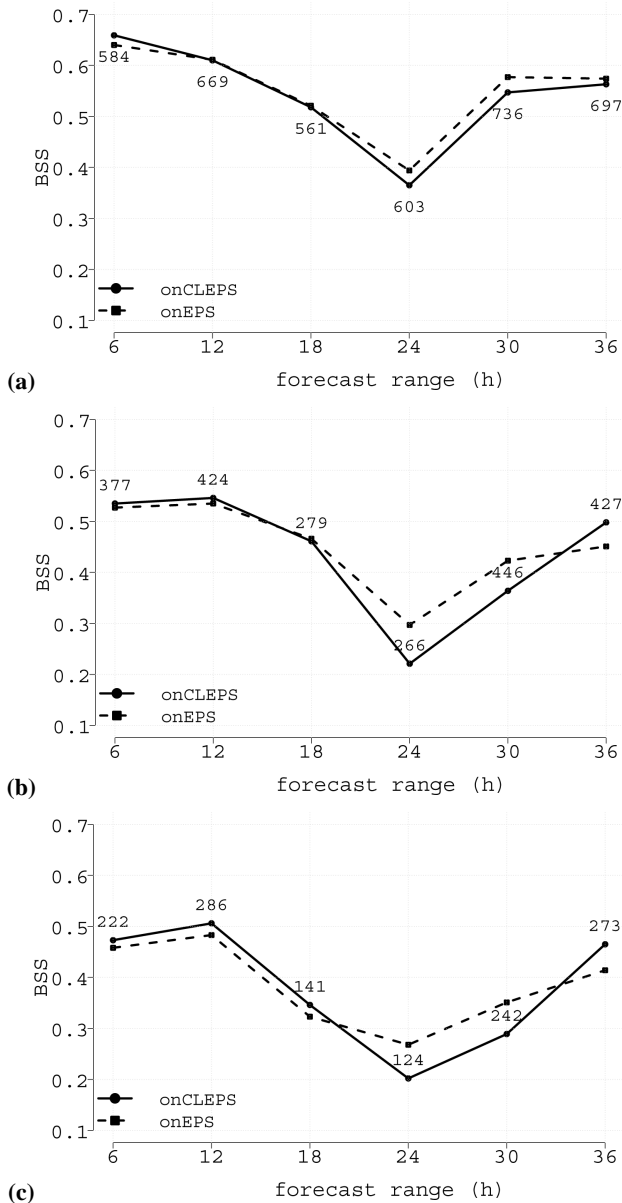 0.7
0.6
584
669
0.5
561
736
697
BSS
0.4
603
0.3
0.2
onCLEPS
onEPS
0.1
6 12 18 24 30 36
(a)
forecast range (h)
0.7
0.6
377
424
427
0.5
279
BSS
0.4
446
0.3
266
0.2
onCLEPS
onEPS
0.1
6 12 18 24 30 36
(b)
forecast range (h)
0.7
0.6
222
286
273
0.5
BSS
0.4
141
0.3
242
124
0.2
onCLEPS
onEPS
0.1
6 12 18 24 30 36
(c)
forecast range (h)